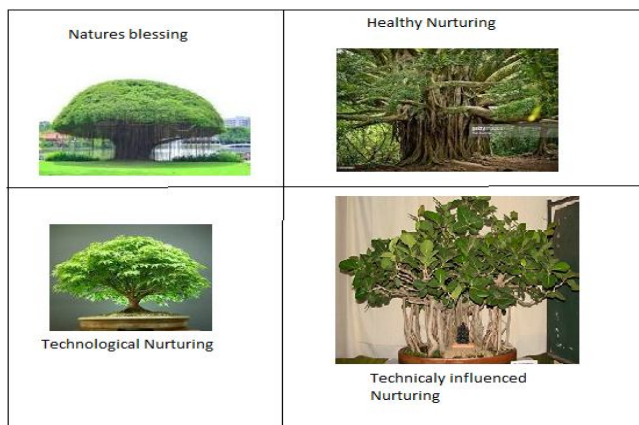 Natures blessing
Healthy Nurturing
Technological Nurturing
Technicaly influenced
Nurturing